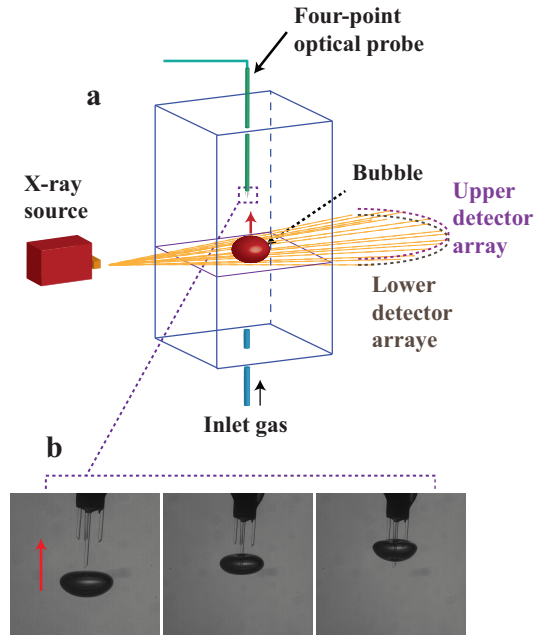 Four-point
optical probe
a
Bubble
X-ray
source
Upper
detector
array
Lower
detector
arraye
Inlet gas
b